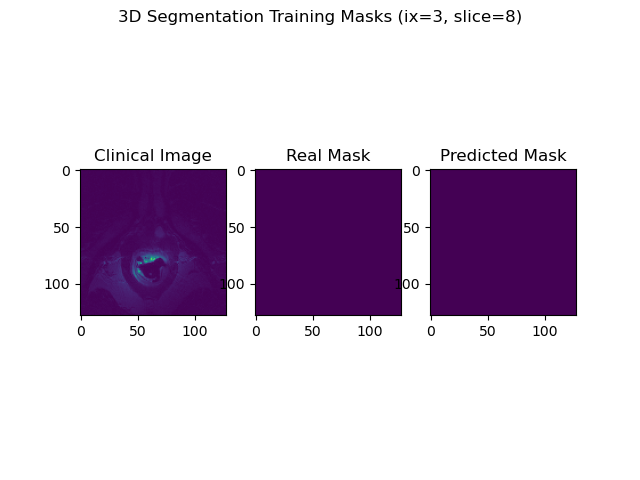 3D Segmentation Training Masks (ix=3, slice=8)
Clinical Image Real Mask Predicted Mask
0 0 0
50 50 50
100 100 100
0 50 100 0 50 100 0 50 100